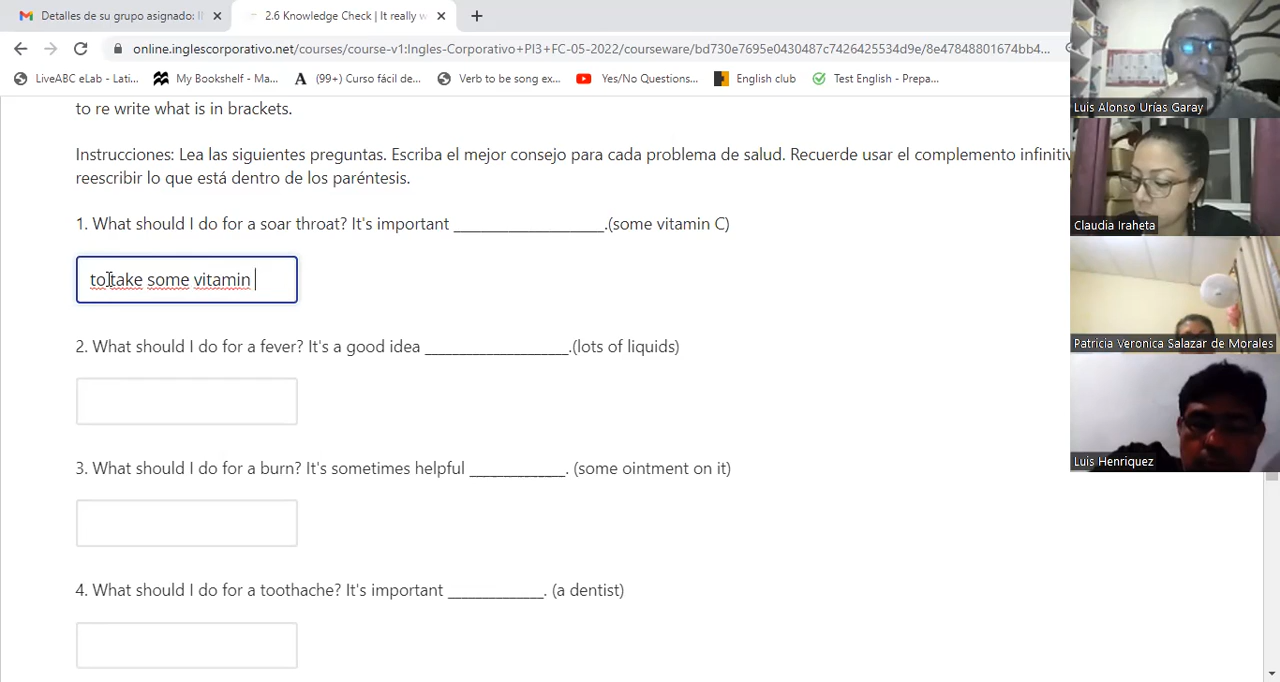 Detalles de su grupo asignado: I
2.6 Knowledge Check | It really w
online.inglescorporativo.net/courses/course-v1:Ingles-Corporativo+PI3+FC-05-2022/courseware/bd730e7695e0430487c7426425534d9e/8e47848801674bb4...
LiveABC eLab - Lati... My Bookshelf - Ma... (99+) Curso fácil de... Verb to be song ex... Yes/No Questions... English club Test English - Prepa...
to re write what is in brackets.
Instrucciones: Lea las siguientes preguntas. Escriba el mejor consejo para cada problema de salud. Recuerde usar el complemento infinitiv
reescribir lo que está dentro de los paréntesis.
1. What should I do for a soar throat? It's important _________________.(some vitamin C)
to take some vitamin
2. What should I do for a fever? It's a good idea ________________.(lots of liquids)
3. What should I do for a burn? It's sometimes helpful ___________. (some ointment on it)
4. What should I do for a toothache? It's important ___________. (a dentist)
Luis Alonso Urías Garay
Claudia Iraheta
Patricia Veronica Salazar de Morales
Luis Henriquez